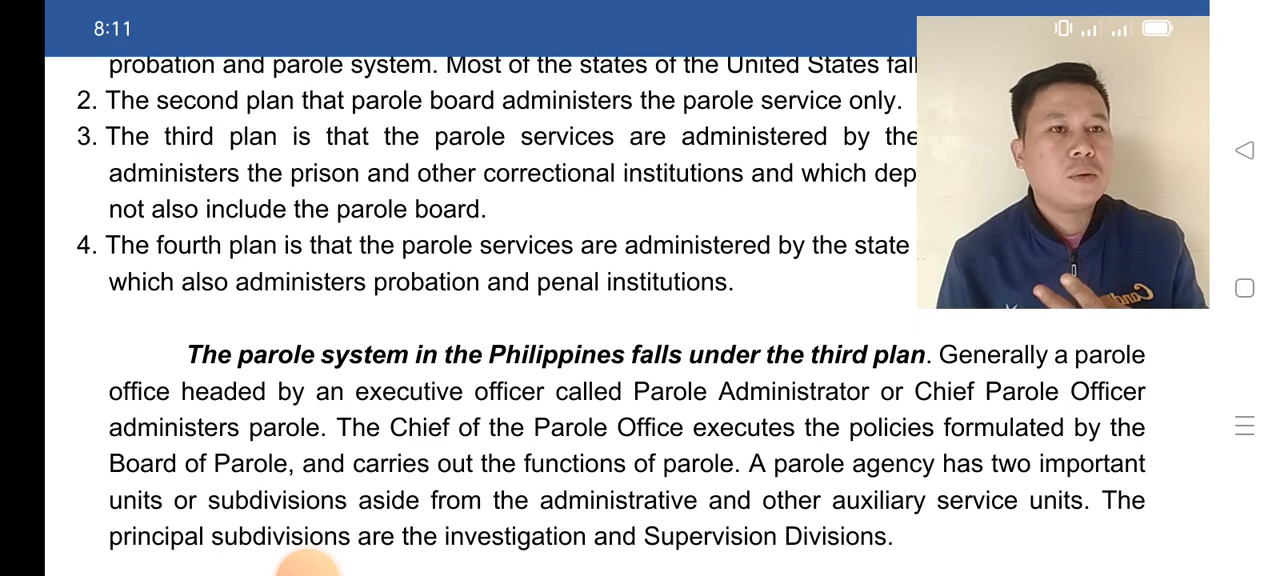 8:11
probation and parole system. Most of the states of the United States fall
2. The second plan that parole board administers the parole service only.
3. The third plan is that the parole services are administered by the
administers the prison and other correctional institutions and which dep
not also include the parole board.
4. The fourth plan is that the parole services are administered by the state
which also administers probation and penal institutions.
The parole system in the Philippines falls under the third plan. Generally a parole
office headed by an executive officer called Parole Administrator or Chief Parole Officer
administers parole. The Chief of the Parole Office executes the policies formulated by the
Board of Parole, and carries out the functions of parole. A parole agency has two important
units or subdivisions aside from the administrative and other auxiliary service units. The
principal subdivisions are the investigation and Supervision Divisions.